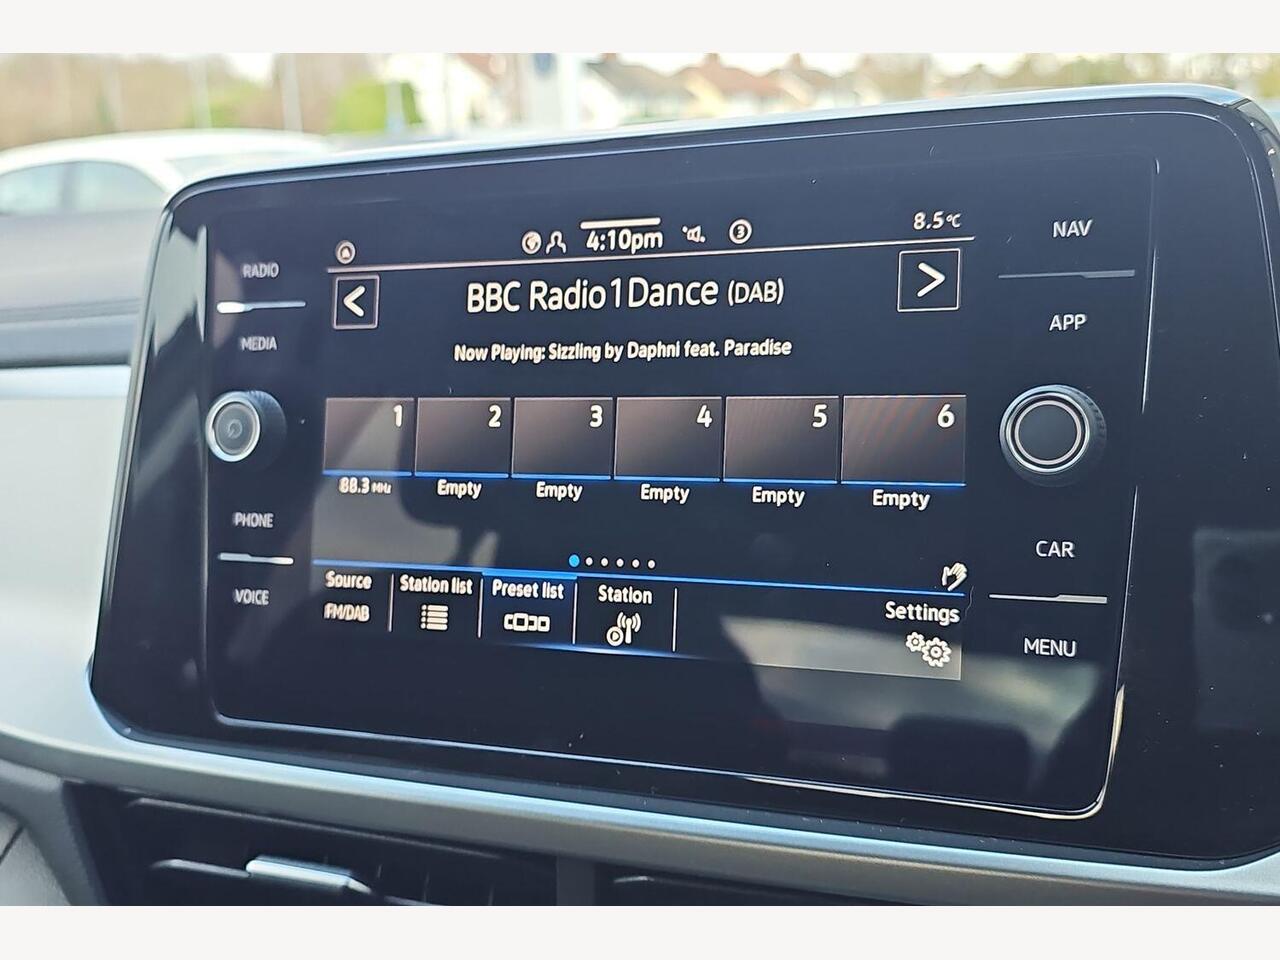 4:10pm
3
8.5°C
RADIO
MEDIA
PHONE
VOICE
<
BBC Radio 1 Dance (DAB)
>
Now Playing: Sizzling by Daphni feat. Paradise
1 2 3 4 5 6
88.3 MHz Empty Empty Empty Empty Empty
Source
FM/DAB
Station list
Preset list
Station
Settings
NAV
APP
CAR
MENU